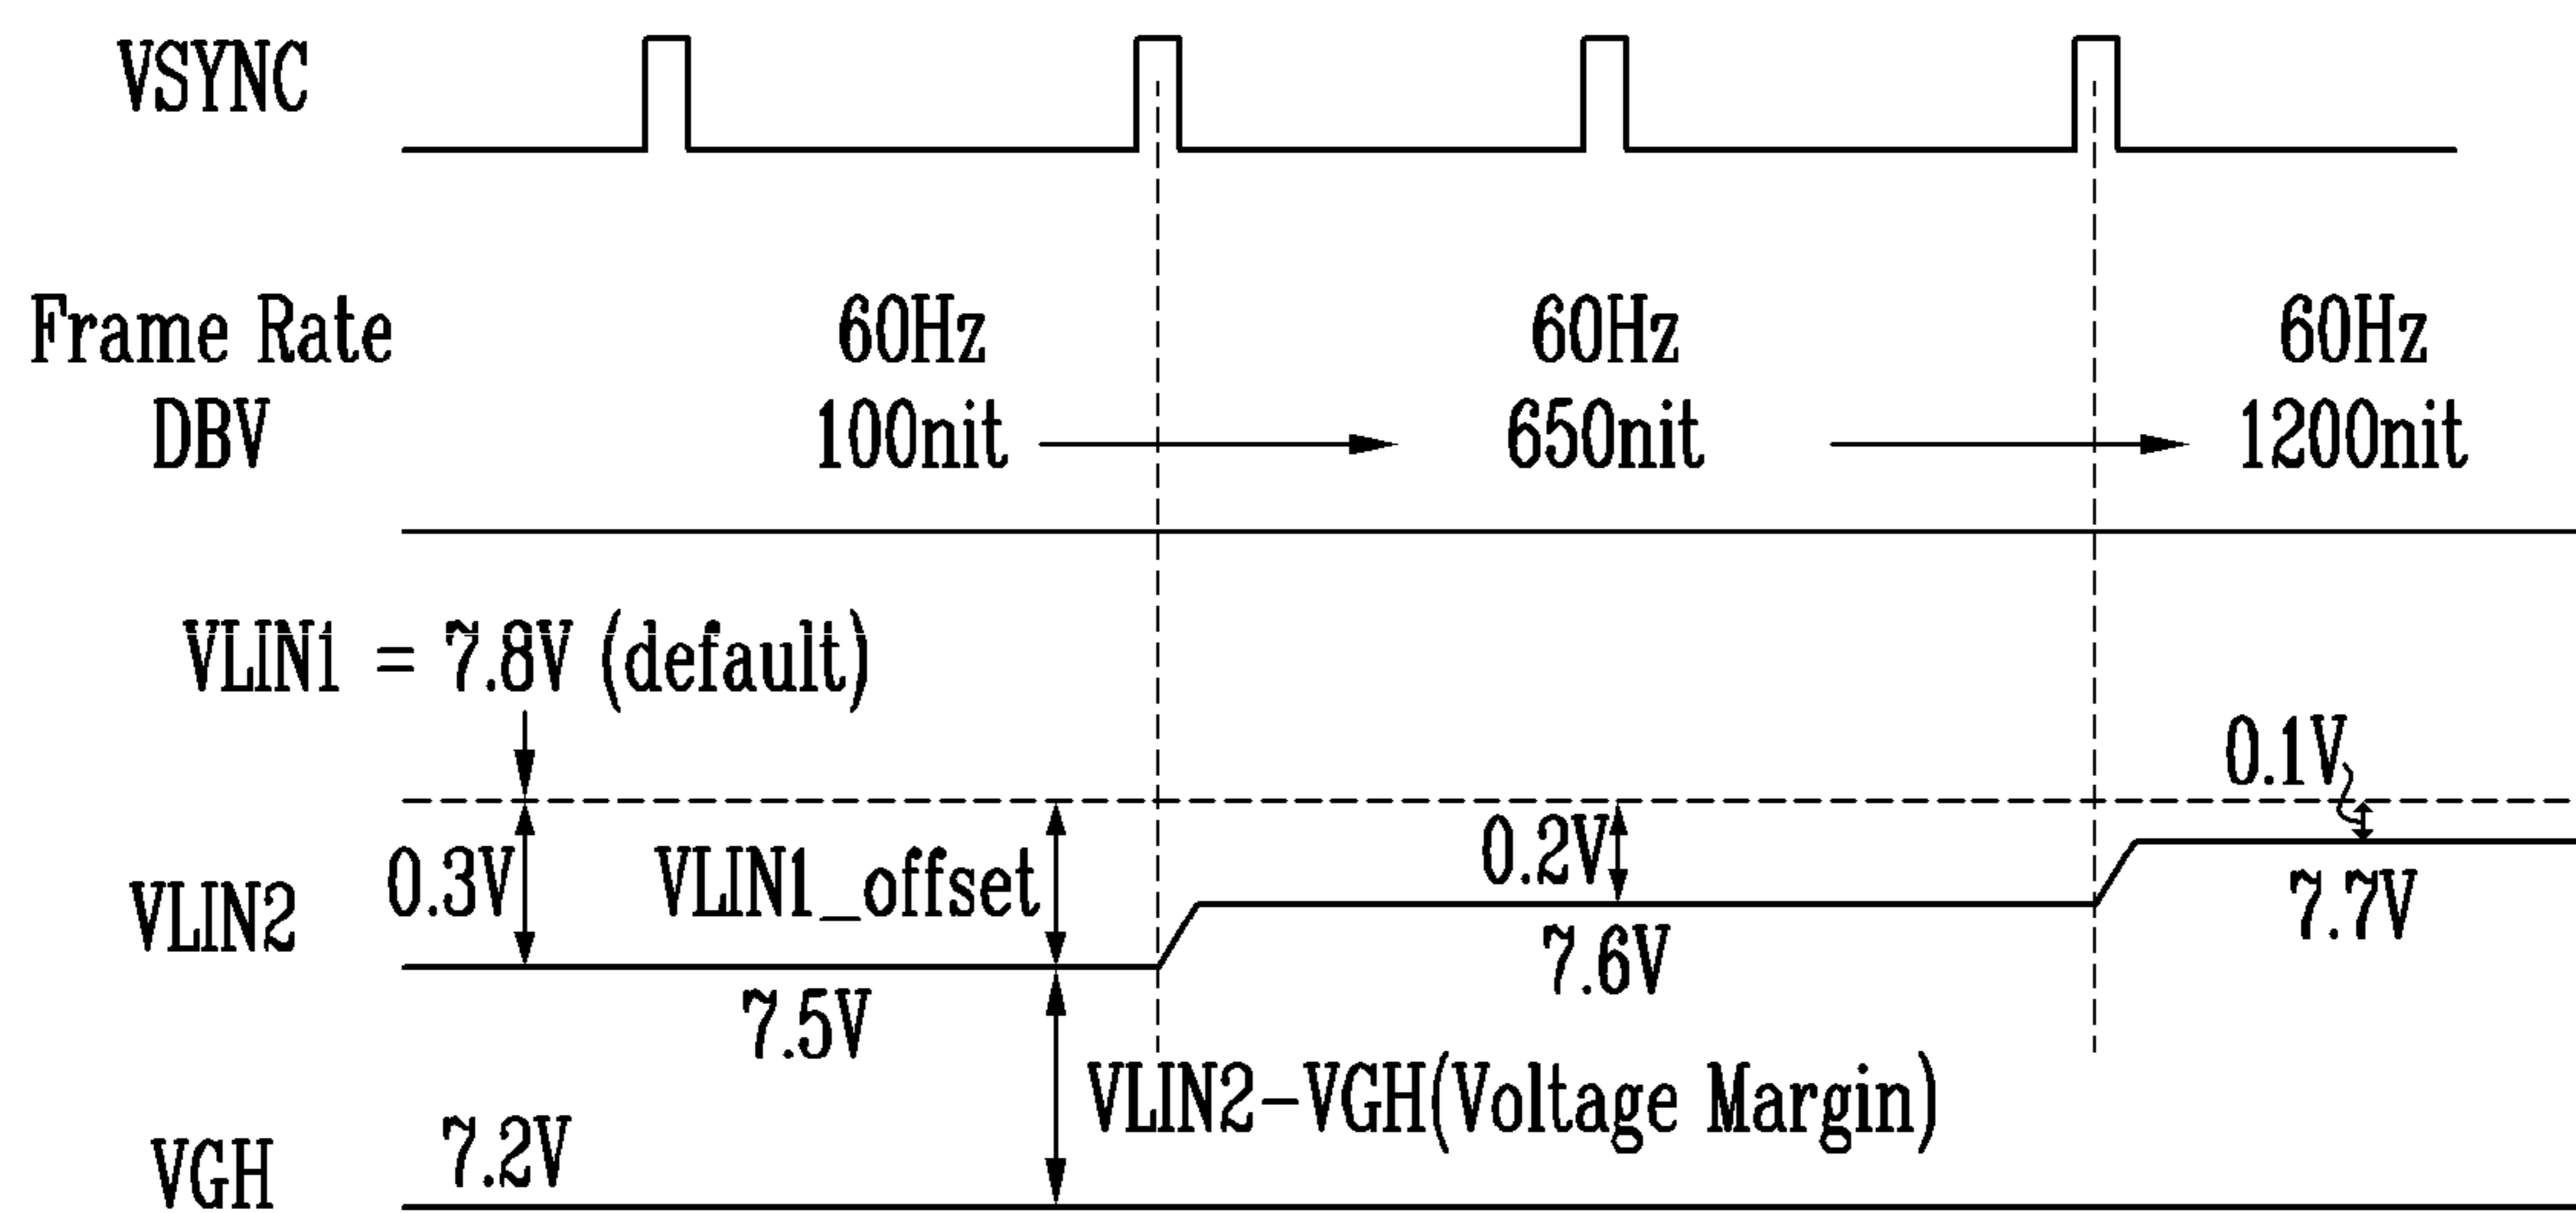 VSYNC
Frame Rate 60Hz 60Hz 60Hz
DBV 100nit 650nit 1200nit
VLIN1 = 7.8V (default)
0.1V
0.2V
0.3V VLIN1_offset
VLIN2 7.7V
7.6V
7.5V
VLIN2-VGH(Voltage Margin)
7.2V
VGH